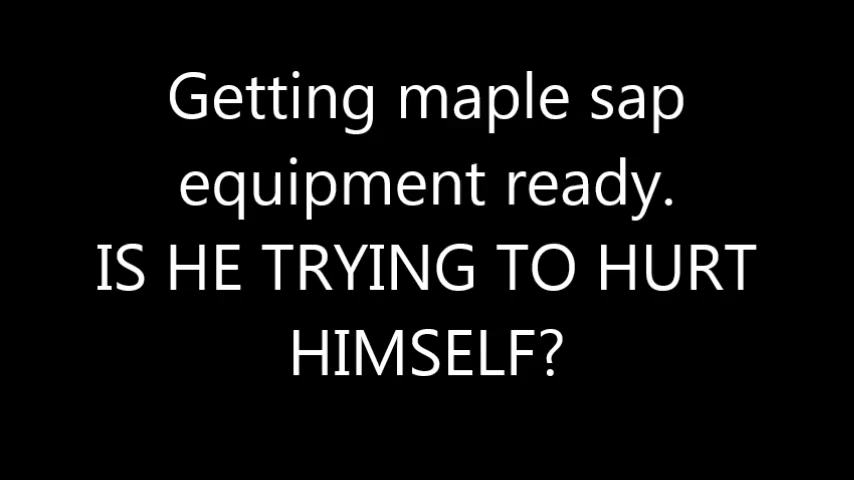 Getting maple sap
equipment ready.
IS HE TRYING TO HURT
HIMSELF?